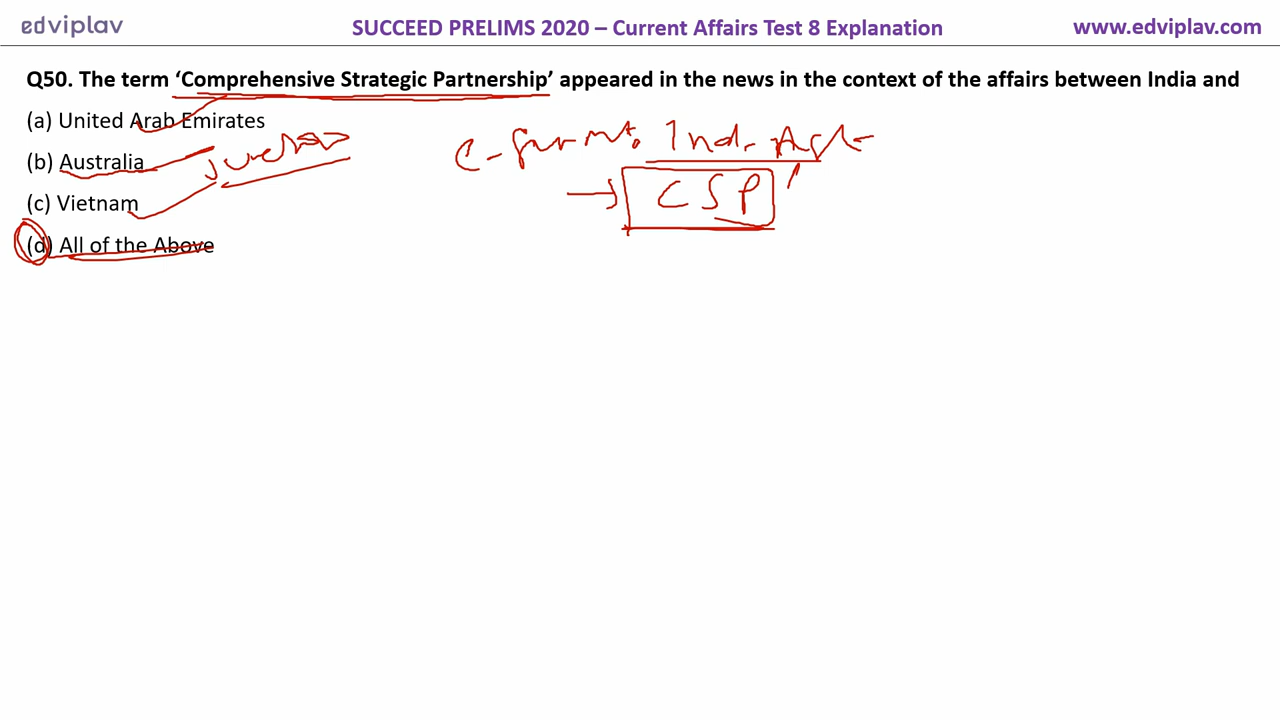 edviplav
SUCCEED PRELIMS 2020 – Current Affairs Test 8 Explanation
www.edviplav.com
Q50. The term ‘Comprehensive Strategic Partnership’ appeared in the news in the context of the affairs between India and
(a) United Arab Emirates
(b) Australia
(c) Vietnam
(d) All of the Above
CSP